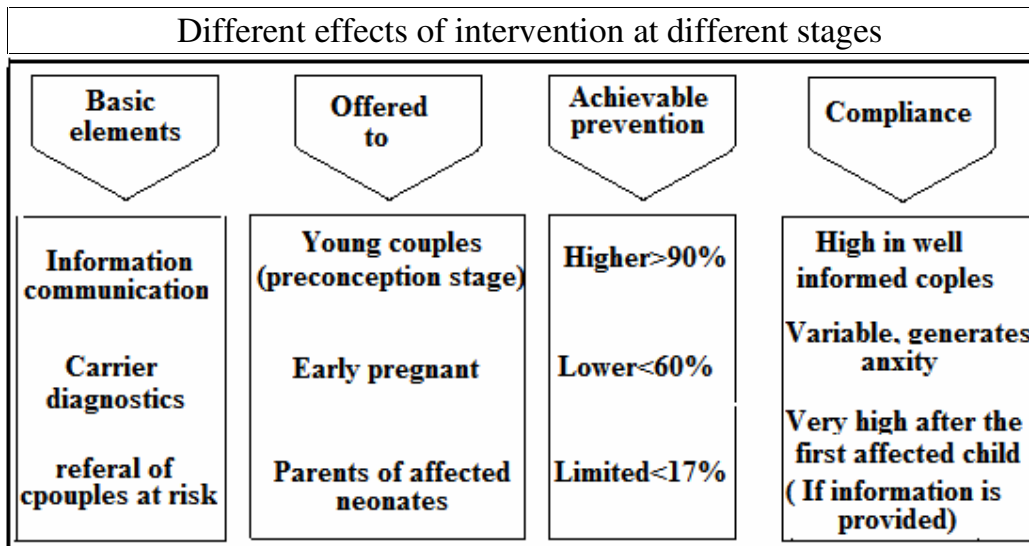 Different effects of intervention at different stages
Basic
elements
Offered
to
Achievable
prevention
Compliance
Information
communication
Carrier
diagnostics
referal of
cpouples at risk
Young couples
(preconception stage)
Early pregnant
Parents of affected
neonates
Higher>90%
Lower<60%
Limited<17%
High in well
informed coples
Variable, generates
anxity
Very high after the
first affected child
( If information is
provided)